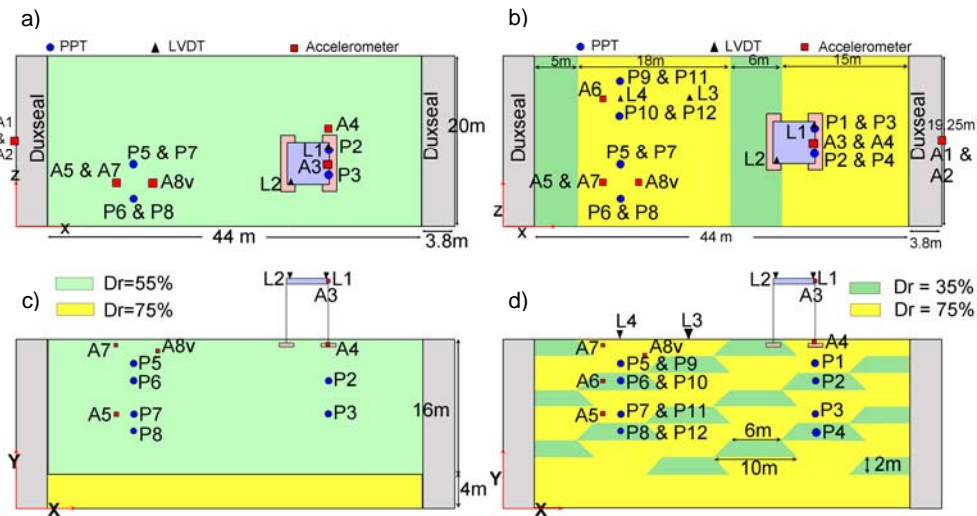 a)
PPT LVDT Accelerometer
Duxseal
Duxseal
A1
&
A2
Z
X
A5 & A7
P5 & P7
A8v
P6 & P8
L2
L1
A3
A4
P2
P3
20m
44 m
3.8m
b)
PPT LVDT Accelerometer
5m 18m 6m 15m
Duxseal
Duxseal
P9 & P11
A6 L4 L3
P10 & P12
P5 & P7
A5 & A7 A8v
P6 & P8
L1
L2
P1 & P3
A3 & A4
P2 & P4
19.25m
A1 &
A2
Z
X
44 m
3.8m
c)
Dr=55%
Dr=75%
L2 L1
A3
A7 A8v
P5
P6
A5 P7
P8
A4
P2
P3
16m
4m
Y
X
d)
L2 L1
A3
Dr = 35%
Dr = 75%
L4 L3
A7 A8v
P5 & P9
A6 P6 & P10
A5 P7 & P11
P8 & P12
A4
P1
P2
P3
P4
6m
10m
2m
Y
X